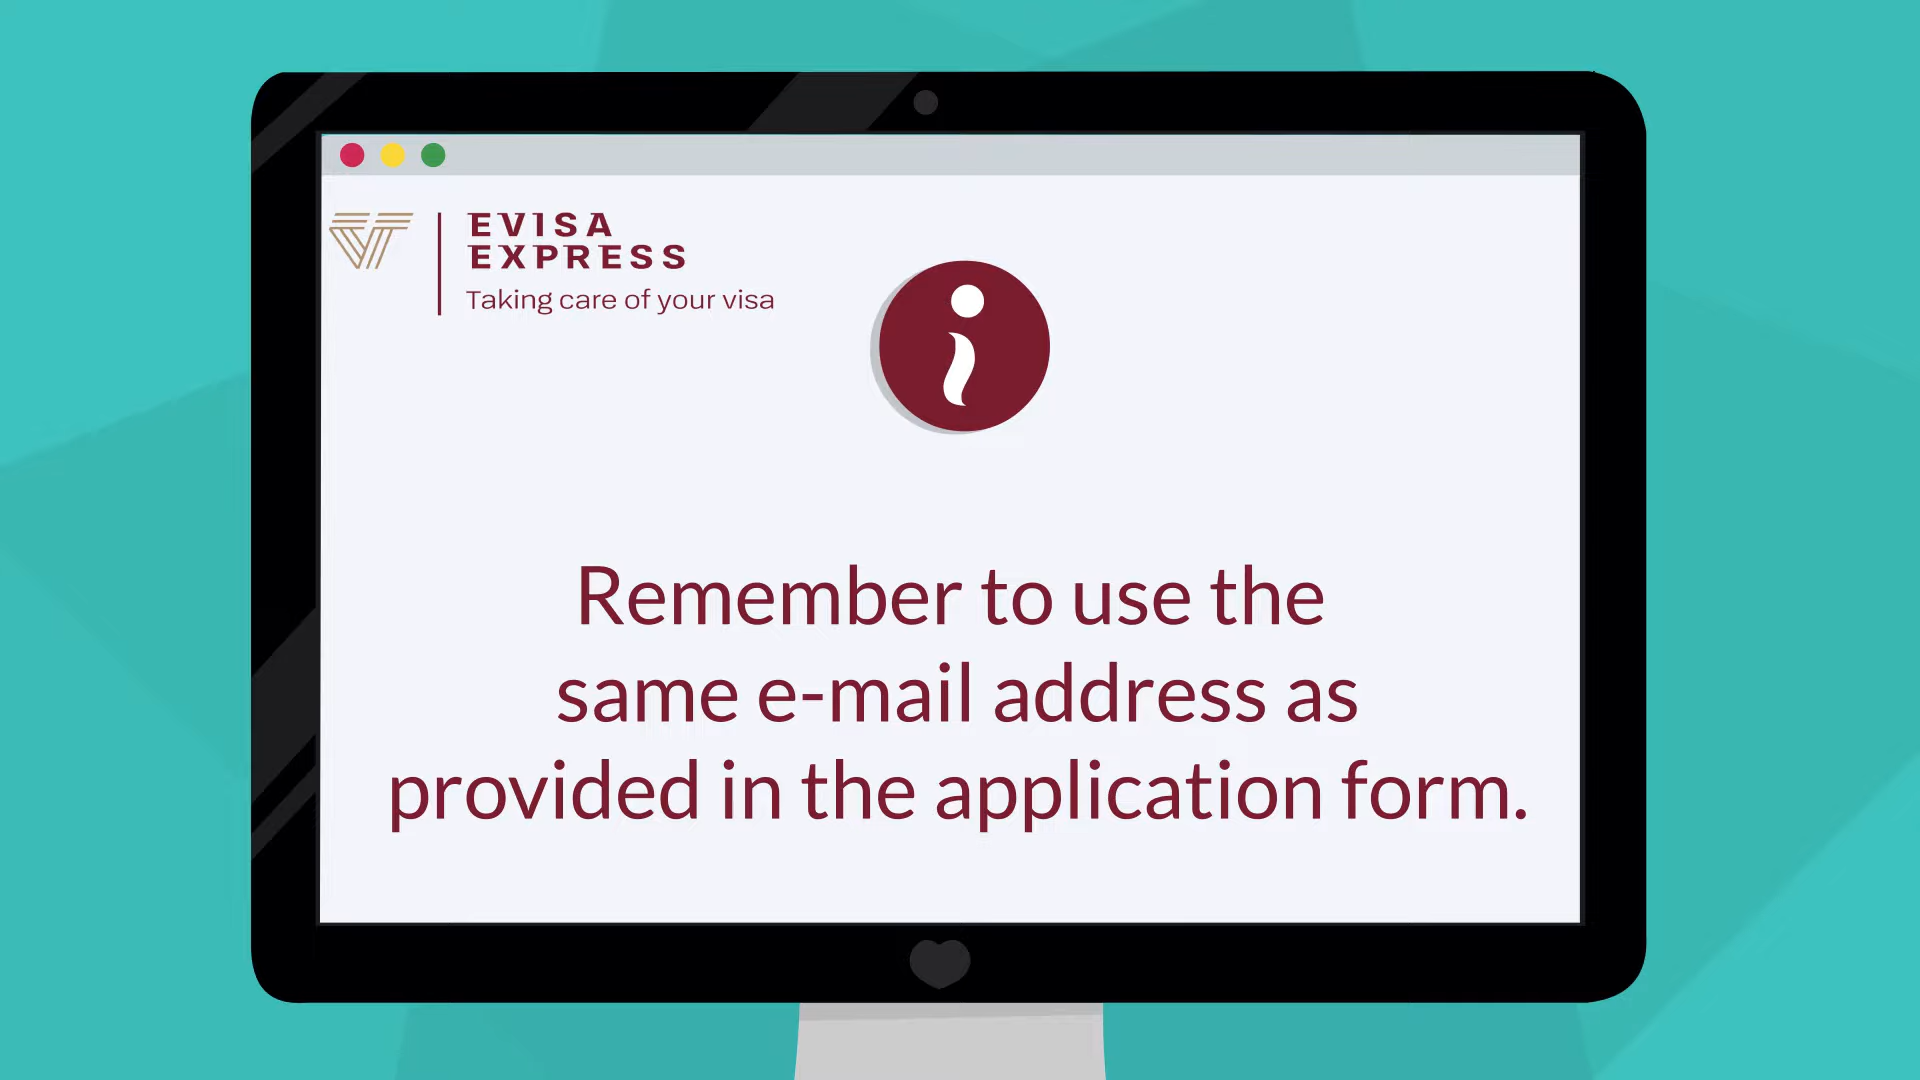 EVISA
EXPRESS
Taking care of your visa
Remember to use the
same e-mail address as
provided in the application form.